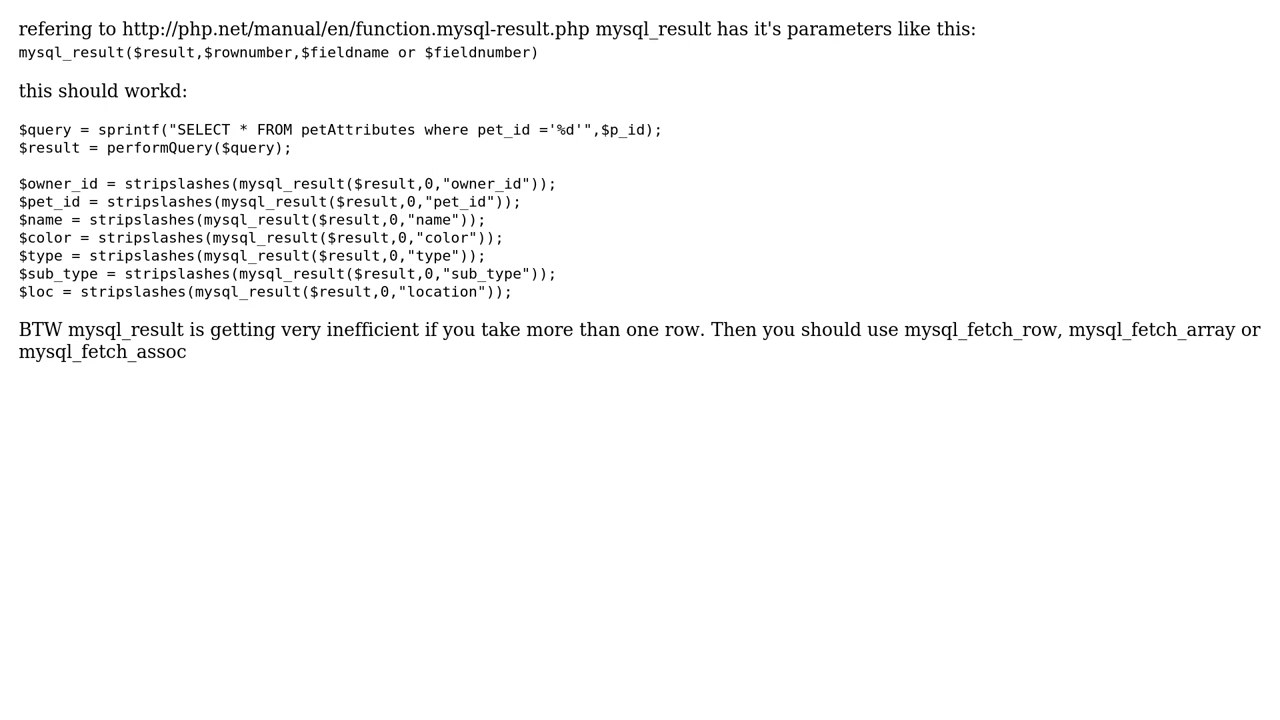 refering to http://php.net/manual/en/function.mysql-result.php mysql_result has it's parameters like this:
mysql_result($result,$rownumber,$fieldname or $fieldnumber)
this should workd:
$query = sprintf("SELECT * FROM petAttributes where pet_id ='%d'",$p_id);
$result = performQuery($query);
$owner_id = stripslashes(mysql_result($result,0,"owner_id"));
$pet_id = stripslashes(mysql_result($result,0,"pet_id"));
$name = stripslashes(mysql_result($result,0,"name"));
$color = stripslashes(mysql_result($result,0,"color"));
$type = stripslashes(mysql_result($result,0,"type"));
$sub_type = stripslashes(mysql_result($result,0,"sub_type"));
$loc = stripslashes(mysql_result($result,0,"location"));
BTW mysql_result is getting very inefficient if you take more than one row. Then you should use mysql_fetch_row, mysql_fetch_array or
mysql_fetch_assoc